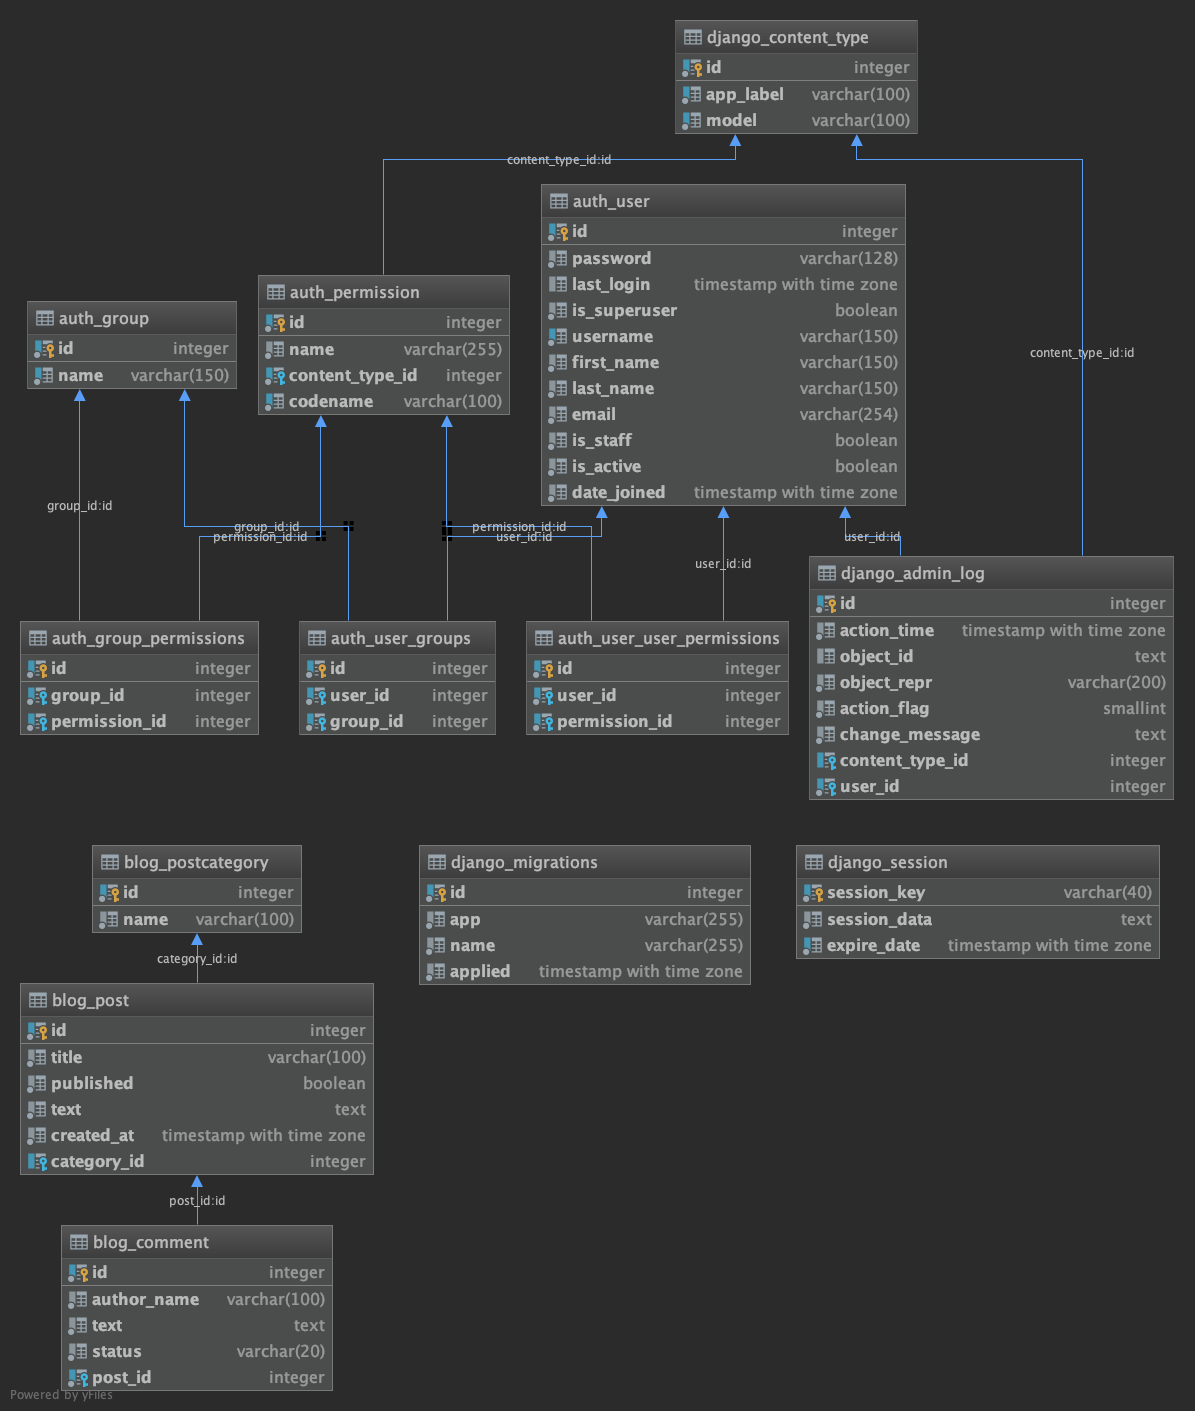 django_content_type
id integer
app_label varchar(100)
model varchar(100)
content_type_id:id
auth_user
id integer
password varchar(128)
last_login timestamp with time zone
is_superuser boolean
username varchar(150)
first_name varchar(150)
last_name varchar(150)
email varchar(254)
is_staff boolean
is_active boolean
date_joined timestamp with time zone
auth_permission
id integer
name varchar(255)
content_type_id integer
codename varchar(100)
auth_group
id integer
name varchar(150)
content_type_id:id
group_id:id
group_id:id
permission_id:id
permission_id:id
user_id:id
user_id:id
user_id:id
auth_group_permissions
id integer
group_id integer
permission_id integer
auth_user_groups
id integer
user_id integer
group_id integer
auth_user_user_permissions
id integer
user_id integer
permission_id integer
django_admin_log
id integer
action_time timestamp with time zone
object_id text
object_repr varchar(200)
action_flag smallint
change_message text
content_type_id integer
user_id integer
blog_postcategory
id integer
name varchar(100)
django_migrations
id integer
app varchar(255)
name varchar(255)
applied timestamp with time zone
django_session
session_key varchar(40)
session_data text
expire_date timestamp with time zone
category_id:id
blog_post
id integer
title varchar(100)
published boolean
text text
created_at timestamp with time zone
category_id integer
post_id:id
blog_comment
id integer
author_name varchar(100)
text text
status varchar(20)
post_id integer
Powered by yFiles